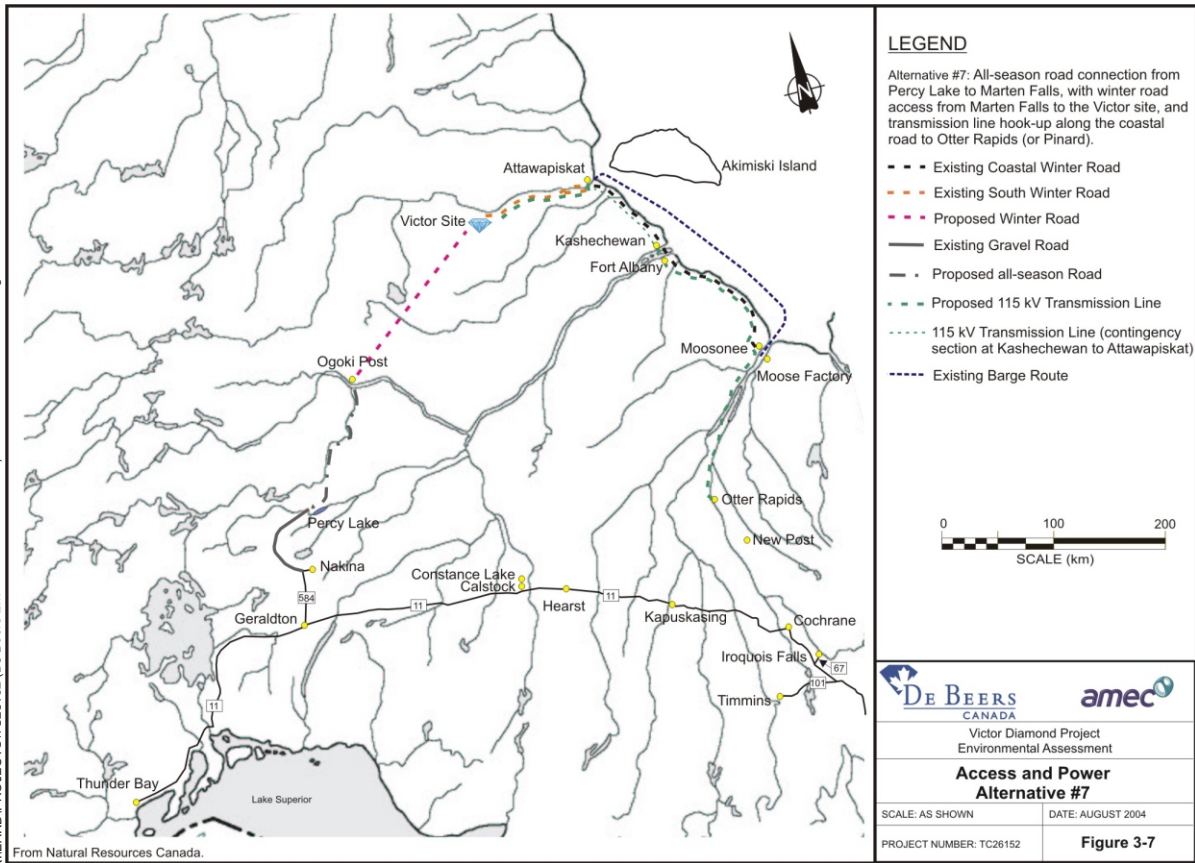 Attawapiskat
Akimiski Island
Victor Site
Kashechewan
Fort Albany
Moosonee
Moose Factory
Ogoki Post
Otter Rapids
Percy Lake
New Post
Nakina
Constance Lake
Calstock
584
11
Hearst
11
Kapuskasing
Geraldton
Cochrane
Iroquois Falls
67
101
Timmins
11
Thunder Bay
Lake Superior
From Natural Resources Canada.
LEGEND
Alternative #7: All-season road connection from
Percy Lake to Marten Falls, with winter road
access from Marten Falls to the Victor site, and
transmission line hook-up along the coastal
road to Otter Rapids (or Pinard).
Existing Coastal Winter Road
Existing South Winter Road
Proposed Winter Road
Existing Gravel Road
Proposed all-season Road
Proposed 115 kV Transmission Line
115 kV Transmission Line (contingency
section at Kashechewan to Attawapiskat)
Existing Barge Route
0 100 200
SCALE (km)
DE BEERS
CANADA
amec
Victor Diamond Project
Environmental Assessment
Access and Power
Alternative #7
SCALE: AS SHOWN
DATE: AUGUST 2004
PROJECT NUMBER: TC26152
Figure 3-7